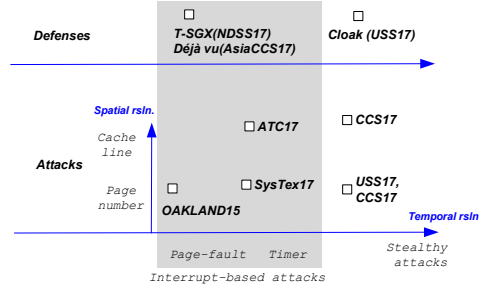 Defenses
T-SGX(NDSS17)
Déjà vu(AsiaCCS17)
Cloak (USS17)
Spatial rsln.
Cache
line
ATC17
CCS17
Attacks
Page
number
OAKLAND15
SysTex17
USS17,
CCS17
Temporal rsln
Page-fault Timer
Stealthy
attacks
Interrupt-based attacks